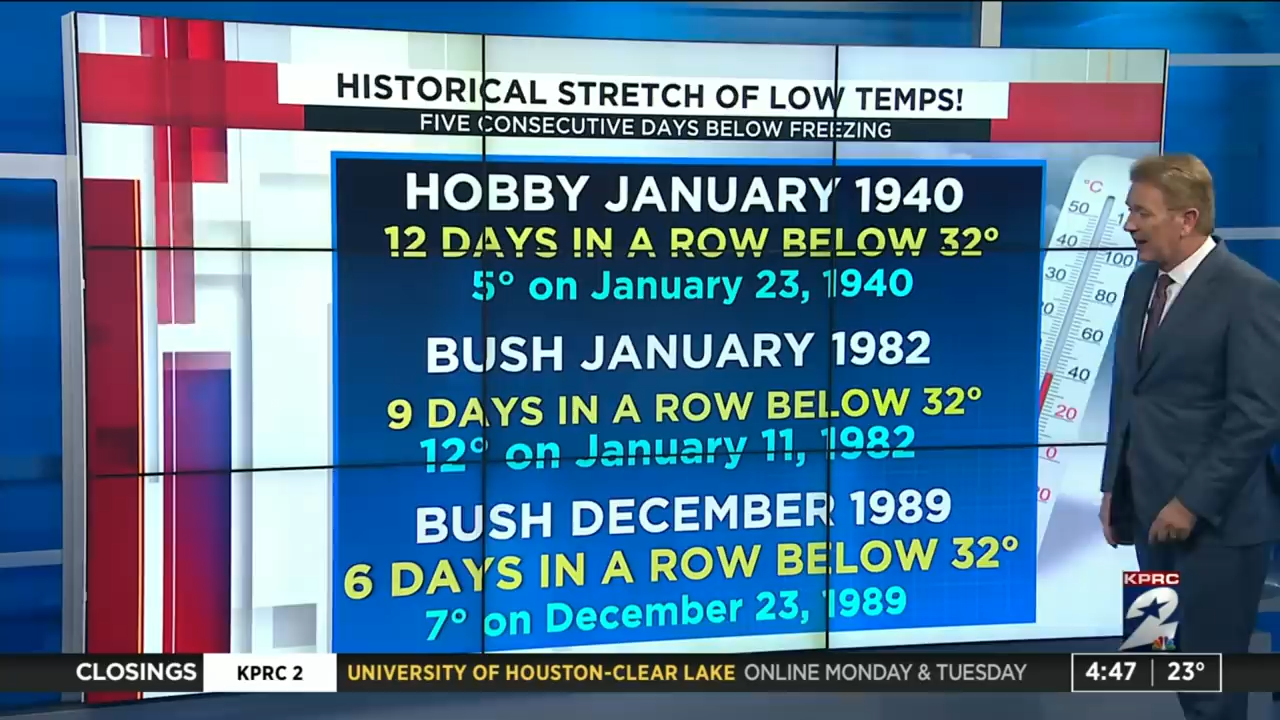 HISTORICAL STRETCH OF LOW TEMPS!
FIVE CONSECUTIVE DAYS BELOW FREEZING
HOBBY JANUARY 1940
12 DAYS IN A ROW BELOW 32°
5° on January 23, 1940
BUSH JANUARY 1982
9 DAYS IN A ROW BELOW 32°
12° on January 11, 1982
BUSH DECEMBER 1989
6 DAYS IN A ROW BELOW 32°
7° on December 23, 1989
°C
50
40
100
30
80
60
40
20
0
KPRC
2
CLOSINGS KPRC 2 UNIVERSITY OF HOUSTON-CLEAR LAKE ONLINE MONDAY & TUESDAY 4:47 23°